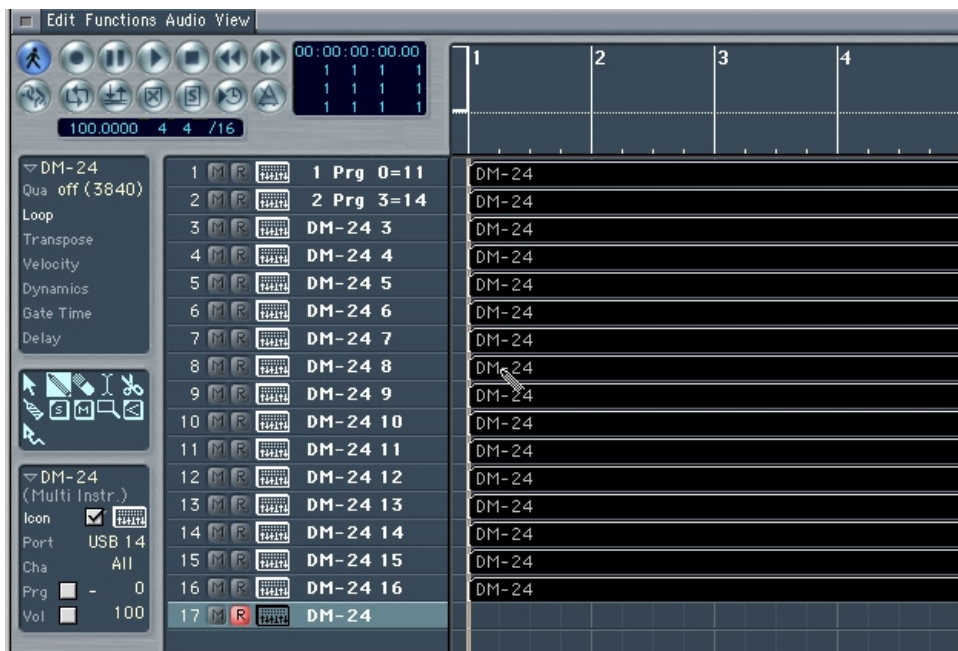 Edit Functions Audio View
00:00:00:00.00
1 1 1 1
1 1 1 1
1 1 1 1
100.0000 4 4 /16
1 2 3 4
DM-24
Qua off (3840)
Loop
Transpose
Velocity
Dynamics
Gate Time
Delay
S M
DM-24
(Multi Instr.)
Icon
Port USB 14
Cha All
Prg - 0
Vol 100
1 M R 1 Prg 0=11 DM-24
2 M R 2 Prg 3=14 DM-24
3 M R DM-24 3 DM-24
4 M R DM-24 4 DM-24
5 M R DM-24 5 DM-24
6 M R DM-24 6 DM-24
7 M R DM-24 7 DM-24
8 M R DM-24 8 DM-24
9 M R DM-24 9 DM-24
10 M R DM-24 10 DM-24
11 M R DM-24 11 DM-24
12 M R DM-24 12 DM-24
13 M R DM-24 13 DM-24
14 M R DM-24 14 DM-24
15 M R DM-24 15 DM-24
16 M R DM-24 16 DM-24
17 M R DM-24